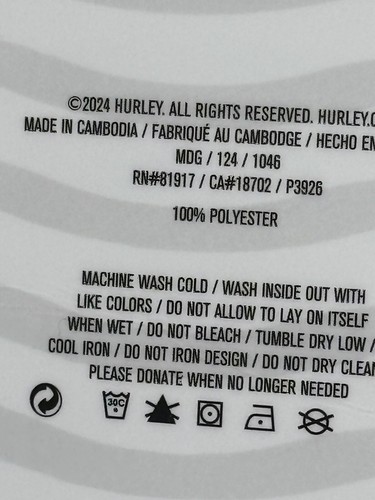 ©2024 HURLEY. ALL RIGHTS RESERVED. HURLEY.C
MADE IN CAMBODIA / FABRIQUÉ AU CAMBODGE / HECHO EN
MDG / 124 / 1046
RN#81917 / CA#18702 / P3926
100% POLYESTER
MACHINE WASH COLD / WASH INSIDE OUT WITH
LIKE COLORS / DO NOT ALLOW TO LAY ON ITSELF
WHEN WET / DO NOT BLEACH / TUMBLE DRY LOW /
COOL IRON / DO NOT IRON DESIGN / DO NOT DRY CLEAN
PLEASE DONATE WHEN NO LONGER NEEDED
30C